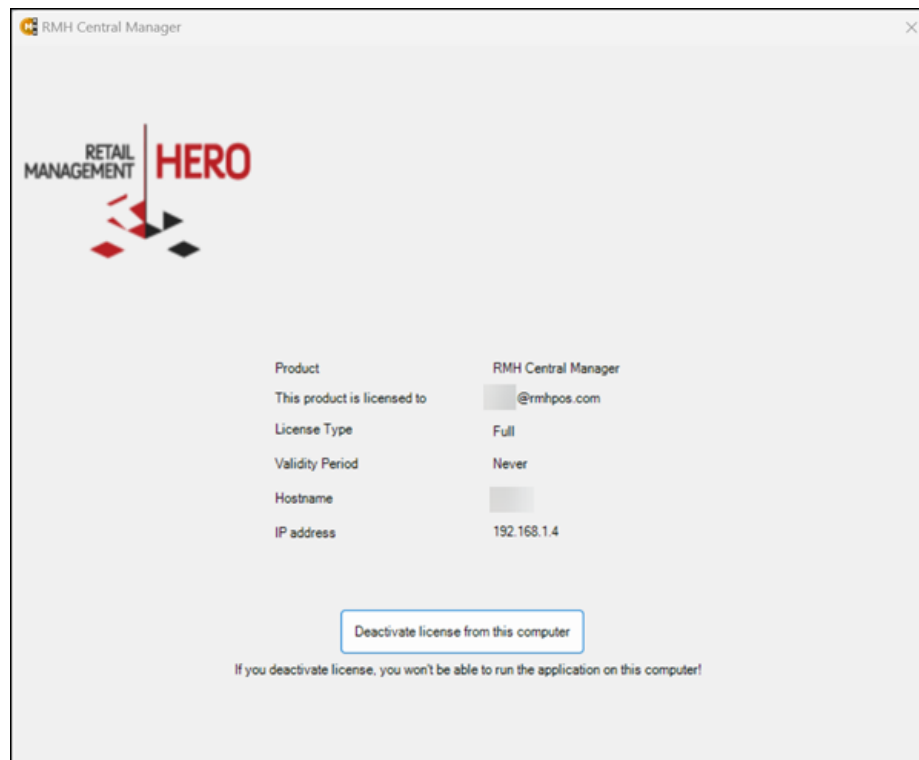 RMH Central Manager
RETAIL
MANAGEMENT
HERO
Product RMH Central Manager
This product is licensed to @rmhpos.com
License Type Full
Validity Period Never
Hostname
IP address 192.168.1.4
Deactivate license from this computer
If you deactivate license, you won't be able to run the application on this computer!